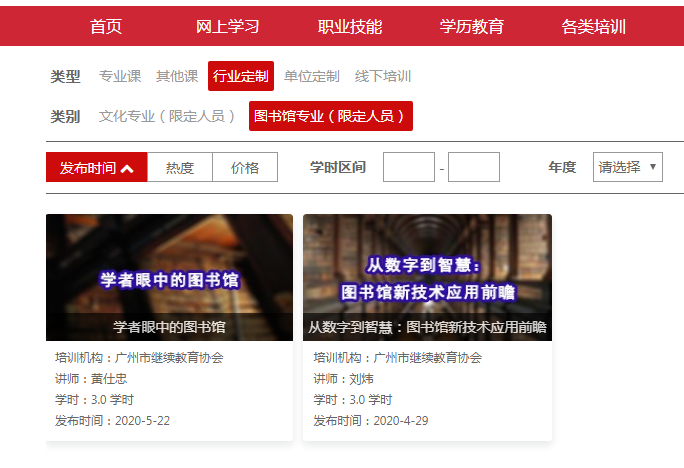 首页 网上学习 职业技能 学历教育 各类培训
类型 专业课 其他课 行业定制 单位定制 线下培训
类别 文化专业（限定人员） 图书馆专业（限定人员）
发布时间 热度 价格 学时区间 - 年度 请选择
学者眼中的图书馆
学者眼中的图书馆
培训机构：广州市继续教育协会
讲师：黄仕忠
学时：3.0 学时
发布时间：2020-5-22
从数字到智慧：
图书馆新技术应用前瞻
从数字到智慧：图书馆新技术应用前瞻
培训机构：广州市继续教育协会
讲师：刘炜
学时：3.0 学时
发布时间：2020-4-29